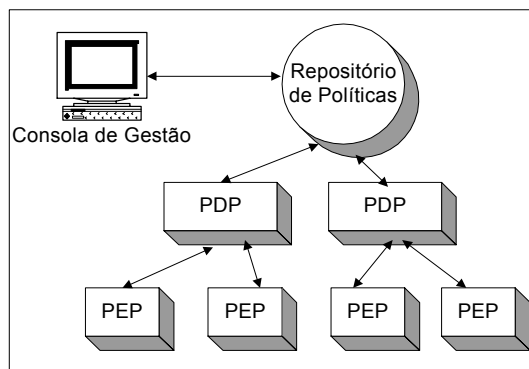 Repositório
de Políticas
Consola de Gestão
PDP
PDP
PEP
PEP
PEP
PEP